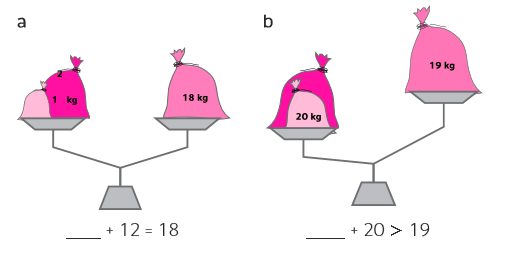 a
b
2
1 kg
18 kg
20 kg
19 kg
____ + 12 = 18
____ + 20 > 19